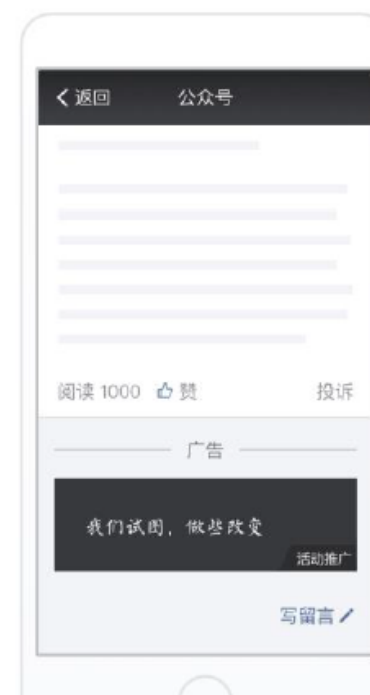 返回 公众号
阅读 1000 赞 投诉
广告
我们试图，做些改变
活动推广
写留言